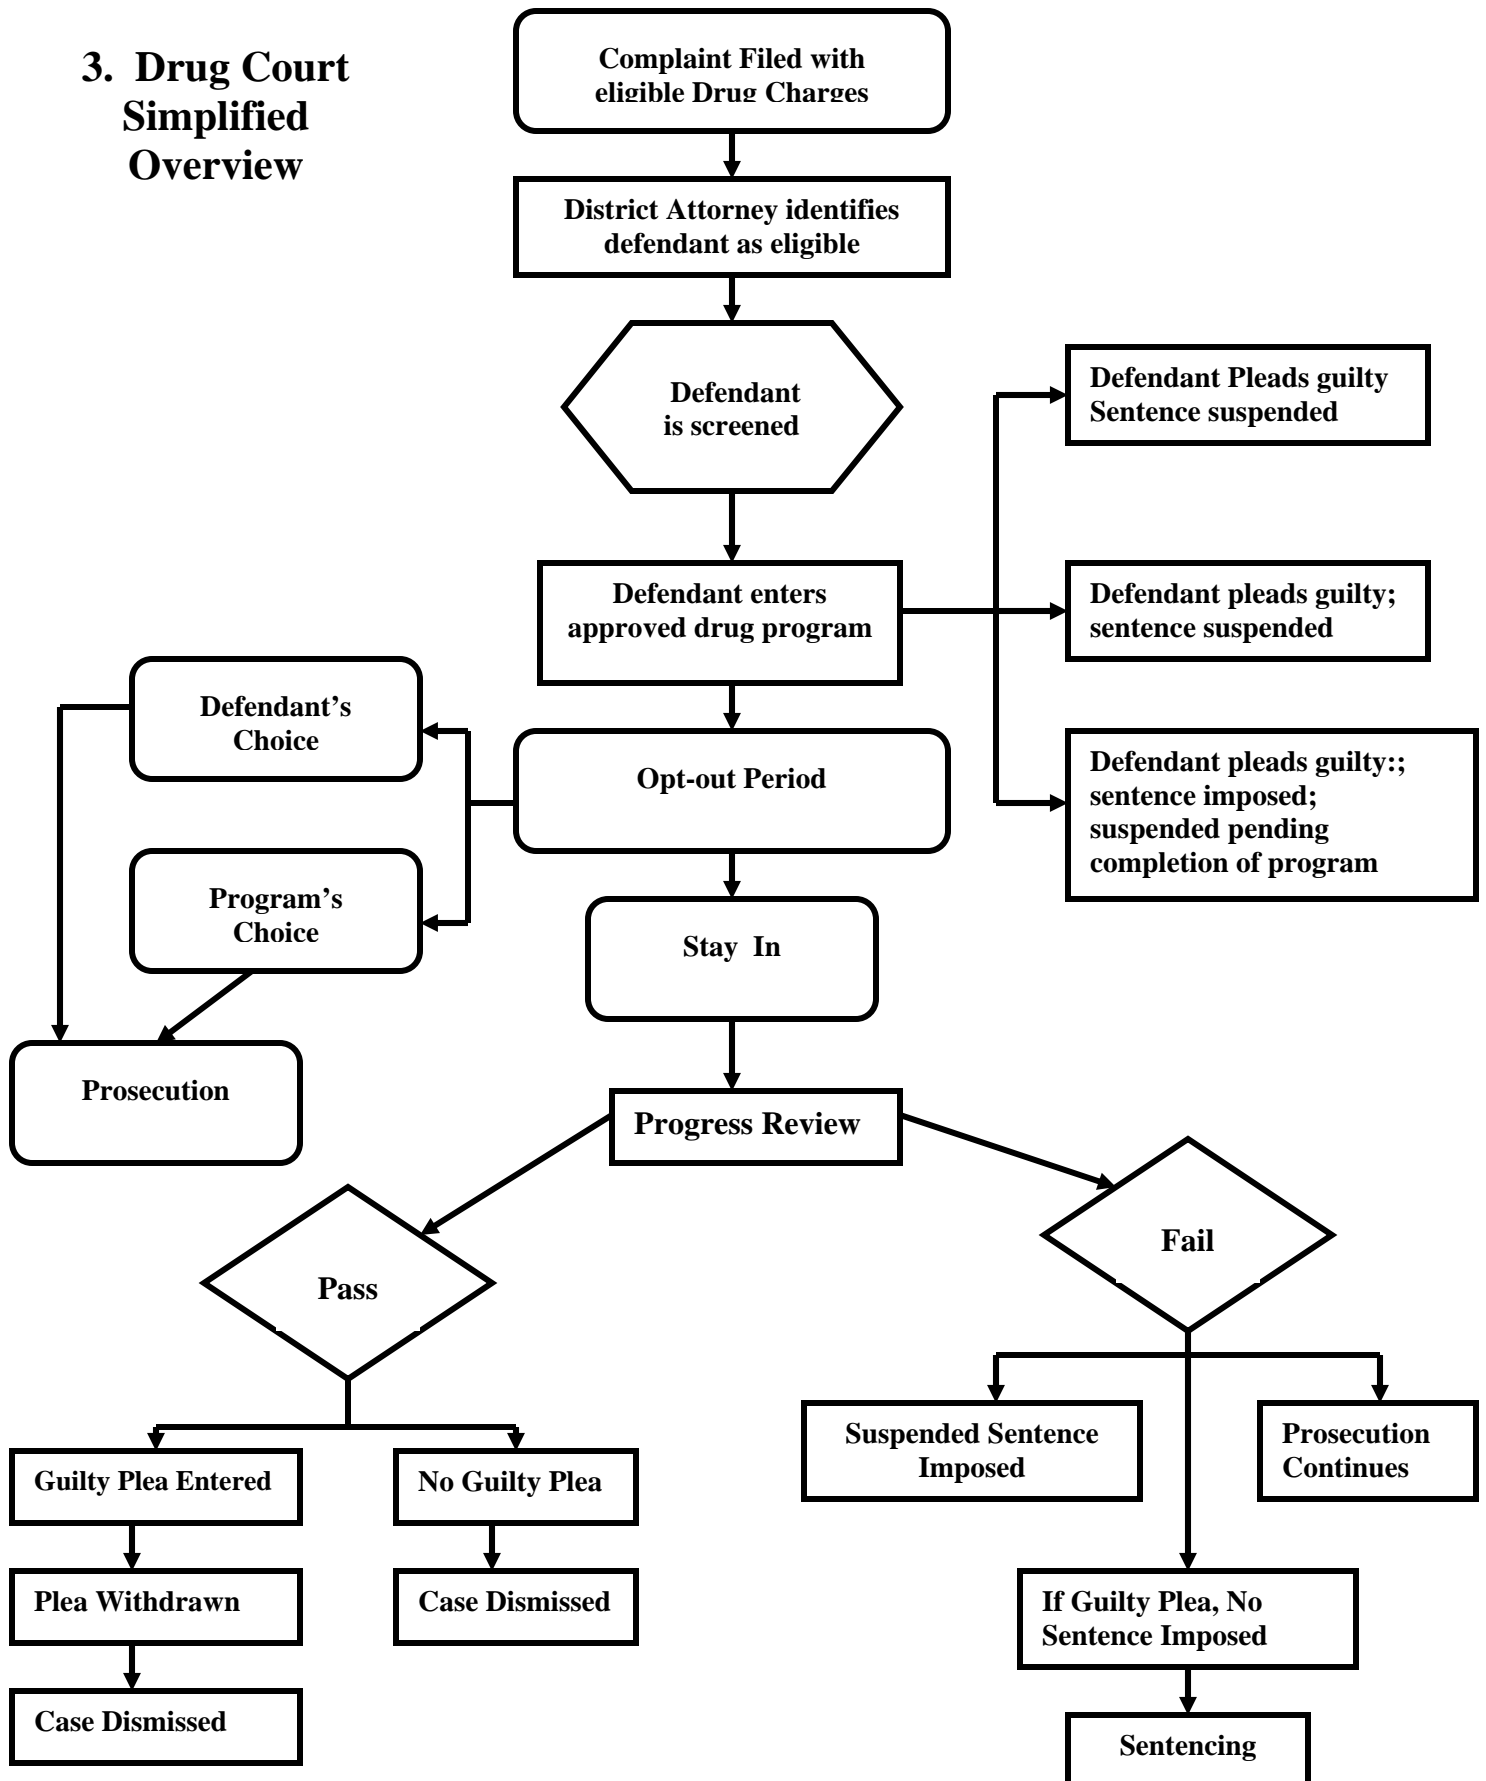 3. Drug Court
Simplified
Overview
Complaint Filed with
eligible Drug Charges
District Attorney identifies
defendant as eligible
Defendant
is screened
Defendant Pleads guilty
Sentence suspended
Defendant enters
approved drug program
Defendant pleads guilty;
sentence suspended
Defendant's
Choice
Opt-out Period
Defendant pleads guilty:;
sentence imposed;
suspended pending
completion of program
Program's
Choice
Stay In
Prosecution
Progress Review
Pass
Fail
Guilty Plea Entered
No Guilty Plea
Suspended Sentence
Imposed
Prosecution
Continues
Plea Withdrawn
Case Dismissed
If Guilty Plea, No
Sentence Imposed
Case Dismissed
Sentencing